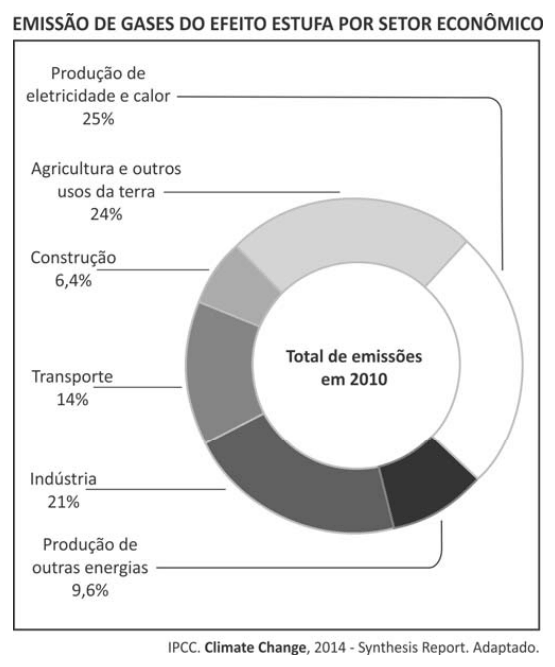 EMISSÃO DE GASES DO EFEITO ESTUFA POR SETOR ECONÔMICO
Produção de
eletricidade e calor
25%
Agricultura e outros
usos da terra
24%
Construção
6,4%
Transporte
14%
Indústria
21%
Produção de
outras energias
9,6%
Total de emissões
em 2010
IPCC. Climate Change, 2014 - Synthesis Report. Adaptado.